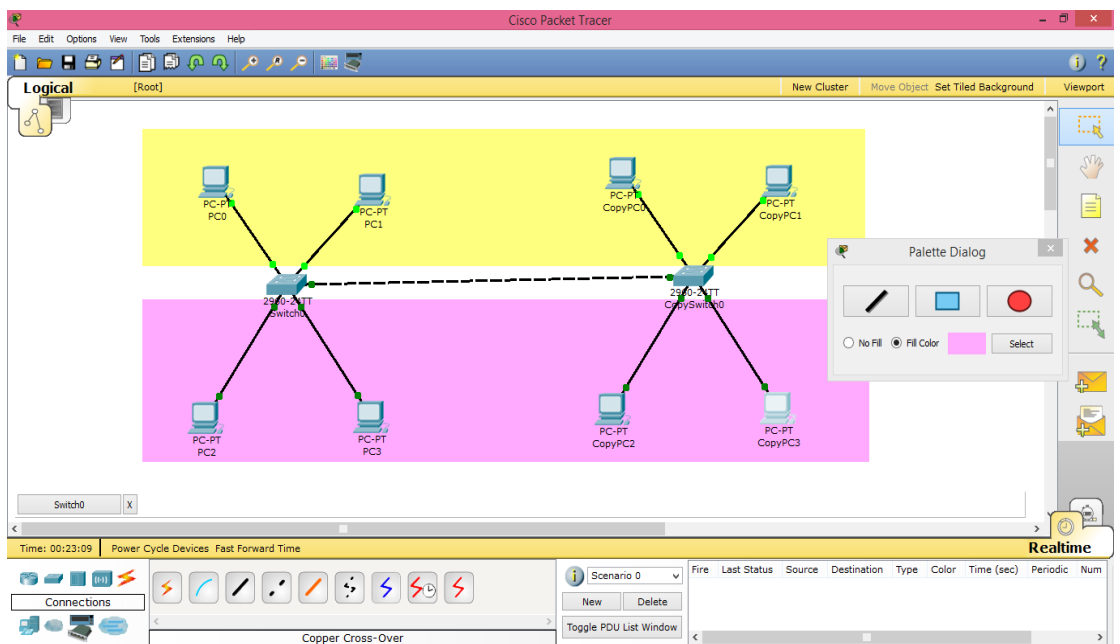 Cisco Packet Tracer
File Edit Options View Tools Extensions Help
Logical [Root] New Cluster Move Object Set Tiled Background Viewport
PC-PT
PC0
PC-PT
PC1
PC-PT
CopyPC0
PC-PT
CopyPC1
2960-24TT
Switch0
2960-24TT
CopySwitch0
PC-PT
PC2
PC-PT
PC3
PC-PT
CopyPC2
PC-PT
CopyPC3
Palette Dialog
No Fill Fill Color Select
Switch0 X
Time: 00:23:09 Power Cycle Devices Fast Forward Time Realtime
Connections
Copper Cross-Over
Scenario 0
New Delete
Toggle PDU List Window
Fire Last Status Source Destination Type Color Time (sec) Periodic Num